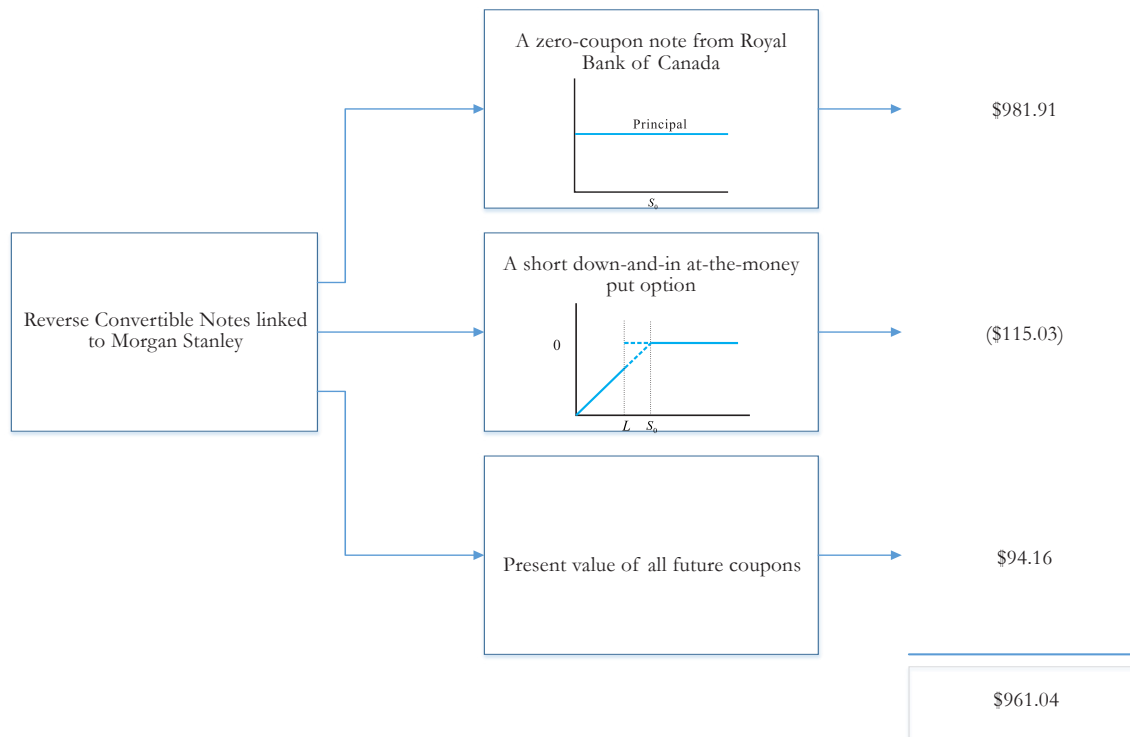 A zero-coupon note from Royal
Bank of Canada
Principal
S₀
$981.91
Reverse Convertible Notes linked
to Morgan Stanley
A short down-and-in at-the-money
put option
0
L S₀
($115.03)
Present value of all future coupons
$94.16
$961.04